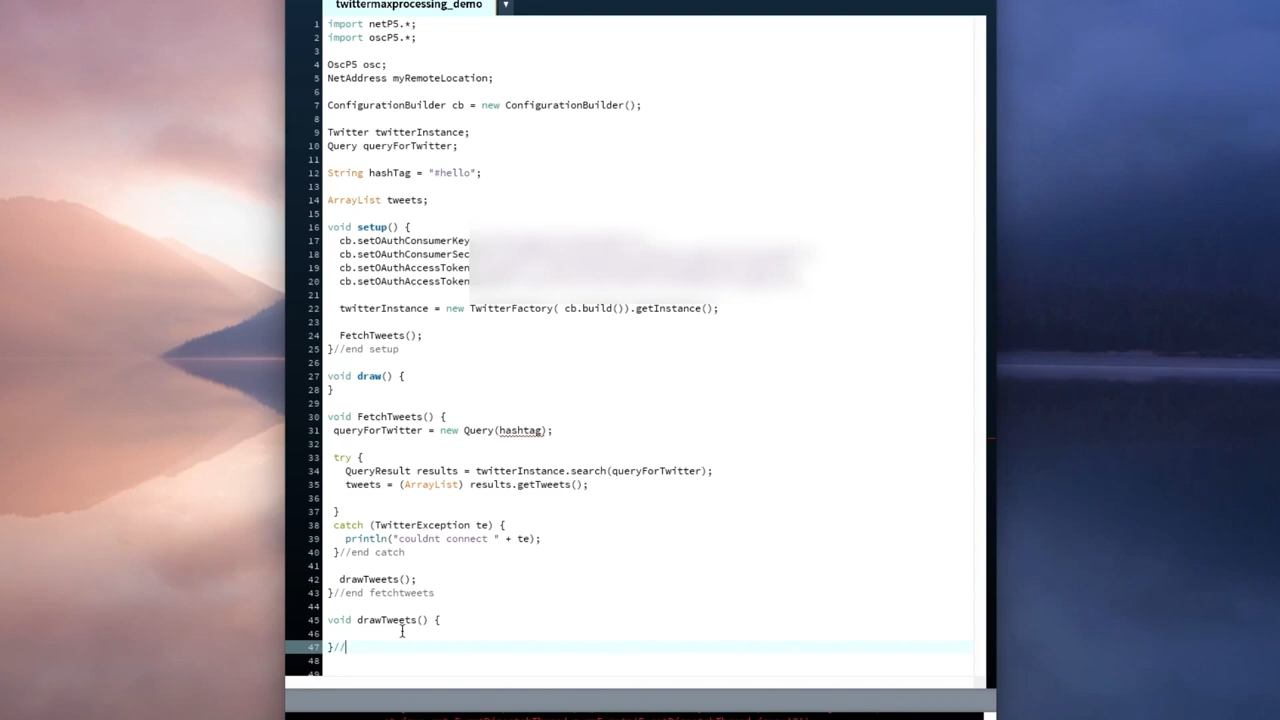 twittermaxprocessing_demo
1 import netP5.*;
2 import oscP5.*;
3
4 OscP5 osc;
5 NetAddress myRemoteLocation;
6
7 ConfigurationBuilder cb = new ConfigurationBuilder();
8
9 Twitter twitterInstance;
10 Query queryForTwitter;
11
12 String hashTag = "#hello";
13
14 ArrayList tweets;
15
16 void setup() {
17 cb.setOAuthConsumerKey
18 cb.setOAuthConsumerSec
19 cb.setOAuthAccessToken
20 cb.setOAuthAccessToken
21
22 twitterInstance = new TwitterFactory( cb.build()).getInstance();
23
24 FetchTweets();
25 }//end setup
26
27 void draw() {
28 }
29
30 void FetchTweets() {
31 queryForTwitter = new Query(hashtag);
32
33 try {
34 QueryResult results = twitterInstance.search(queryForTwitter);
35 tweets = (ArrayList) results.getTweets();
36
37 }
38 catch (TwitterException te) {
39 println("couldnt connect " + te);
40 }//end catch
41
42 drawTweets();
43 }//end fetchtweets
44
45 void drawTweets() {
46
47 }//
48